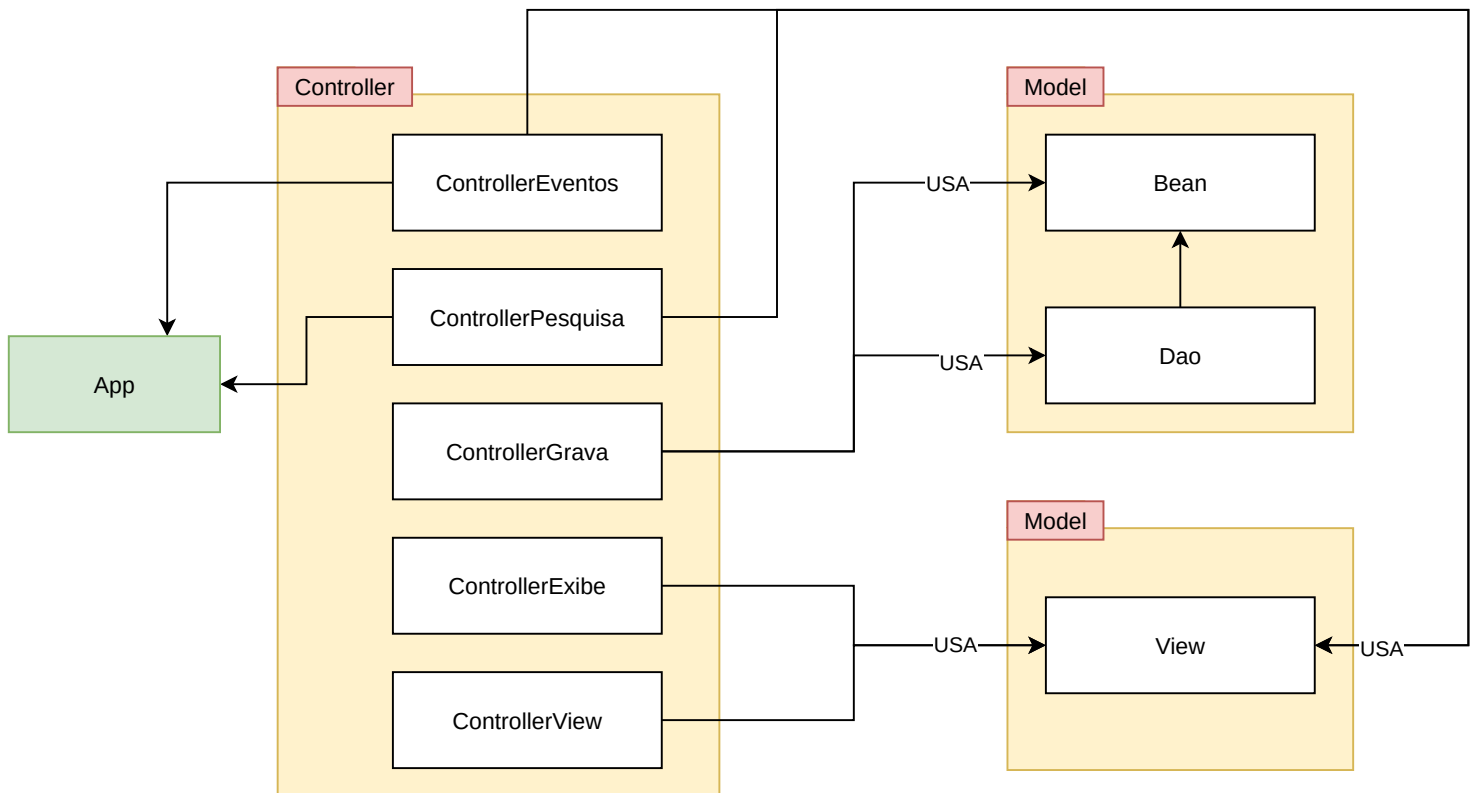 Controller
Model
ControllerEventos
USA
Bean
ControllerPesquisa
App
USA
Dao
ControllerGrava
Model
ControllerExibe
USA
View
USA
ControllerView